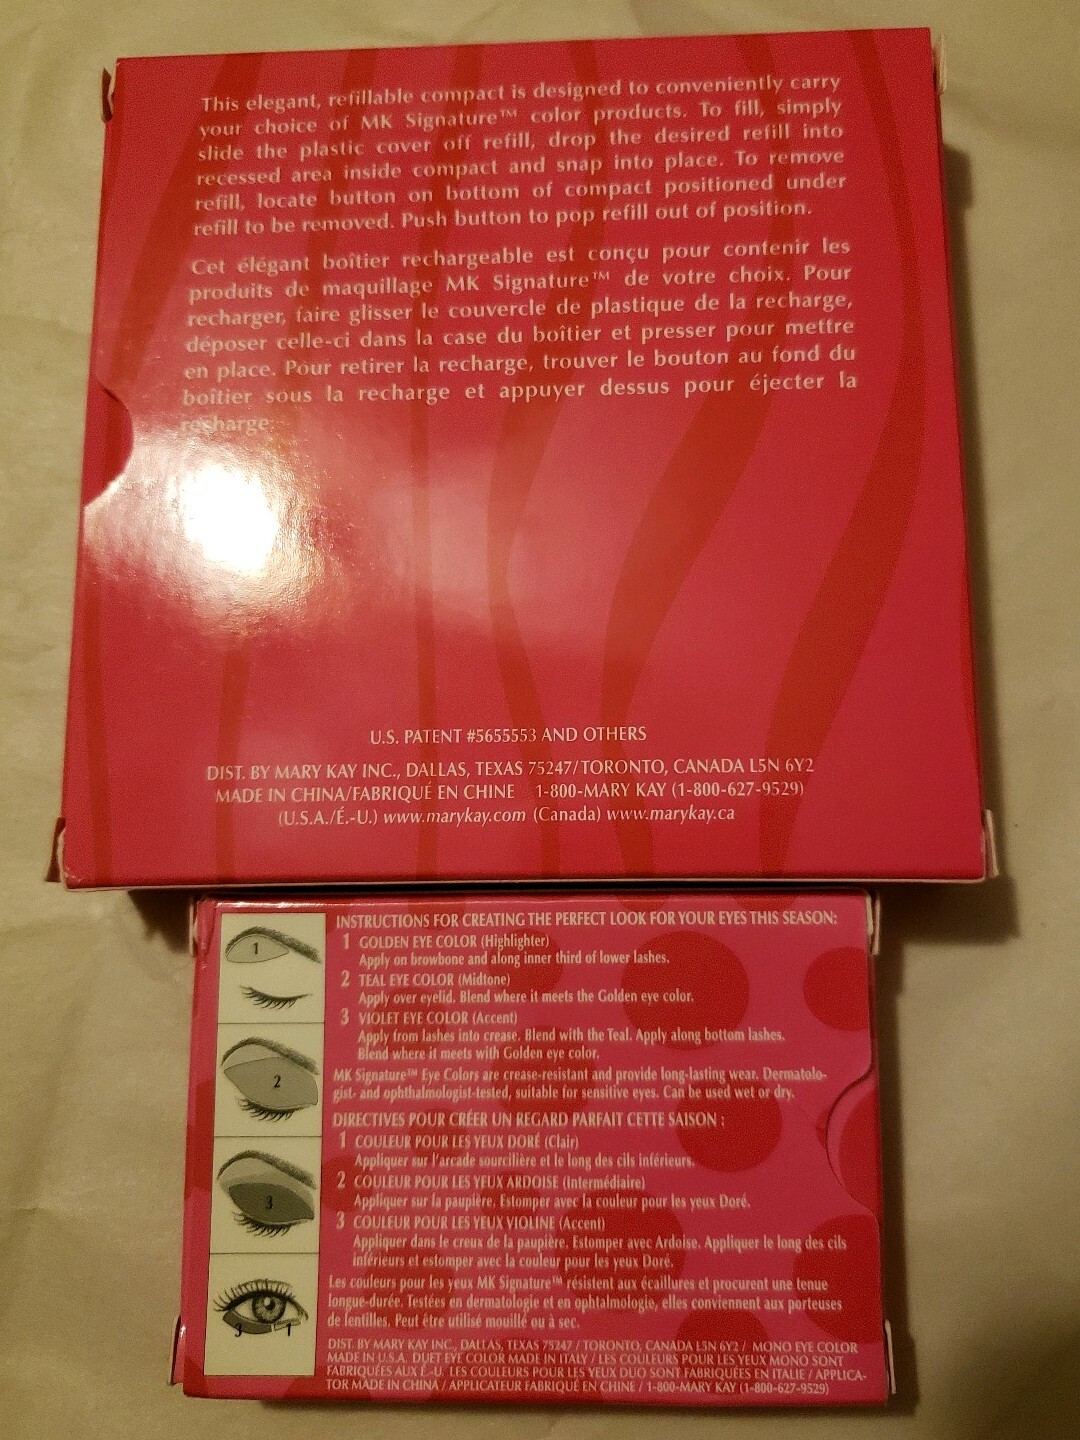 This elegant, refillable compact is designed to conveniently carry
your choice of MK Signature™ color products. To fill, simply
slide the plastic cover off refill, drop the desired refill into
recessed area inside compact and snap into place. To remove
refill, locate button on bottom of compact positioned under
refill to be removed. Push button to pop refill out of position.
Cet élégant boîtier rechargeable est conçu pour contenir les
produits de maquillage MK Signature™ de votre choix. Pour
recharger, faire glisser le couvercle de plastique de la recharge,
déposer celle-ci dans la case du boîtier et presser pour mettre
en place. Pour retirer la recharge, trouver le bouton au fond du
boîtier sous la recharge et appuyer dessus pour éjecter la
recharge.
U.S. PATENT #5655553 AND OTHERS
DIST. BY MARY KAY INC., DALLAS, TEXAS 75247/TORONTO, CANADA L5N 6Y2
MADE IN CHINA/FABRIQUÉ EN CHINE 1-800-MARY KAY (1-800-627-9529)
(U.S.A./É.-U.) www.marykay.com (Canada) www.marykay.ca
INSTRUCTIONS FOR CREATING THE PERFECT LOOK FOR YOUR EYES THIS SEASON:
1 GOLDEN EYE COLOR (Highlighter)
Apply on browbone and along inner third of lower lashes.
2 TEAL EYE COLOR (Midtone)
Apply over eyelid. Blend where it meets the Golden eye color.
3 VIOLET EYE COLOR (Accent)
Apply from lashes into crease. Blend with the Teal. Apply along bottom lashes.
Blend where it meets with Golden eye color.
MK Signature™ Eye Colors are crease-resistant and provide long-lasting wear. Dermatolo-
gist- and ophthalmologist-tested, suitable for sensitive eyes. Can be used wet or dry.
DIRECTIVES POUR CRÉER UN REGARD PARFAIT CETTE SAISON :
1 COULEUR POUR LES YEUX DORÉ (Clair)
Appliquer sur l'arcade sourcilière et le long des cils inférieurs.
2 COULEUR POUR LES YEUX ARDOISE (Intermédiaire)
Appliquer sur la paupière. Estomper avec la couleur pour les yeux Doré.
3 COULEUR POUR LES YEUX VIOLINE (Accent)
Appliquer dans le creux de la paupière. Estomper avec Ardoise. Appliquer le long des cils
inférieurs et estomper avec la couleur pour les yeux Doré.
Les couleurs pour les yeux MK Signature™ résistent aux écaillures et procurent une tenue
longue-durée. Testées en dermatologie et en ophtalmologie, elles conviennent aux porteuses
de lentilles. Peut être utilisé mouillé ou à sec.
DIST. BY MARY KAY INC., DALLAS, TEXAS 75247 / TORONTO, CANADA L5N 6Y2 / MONO EYE COLOR
MADE IN U.S.A. DUET EYE COLOR MADE IN ITALY / LES COULEURS POUR LES YEUX MONO SONT
FABRIQUÉES AUX É.-U. LES COULEURS POUR LES YEUX DUO SONT FABRIQUÉES EN ITALIE / APPLICA-
TOR MADE IN CHINA / APPLICATEUR FABRIQUÉ EN CHINE / 1-800-MARY KAY (1-800-627-9529)
1
2
3
3 1